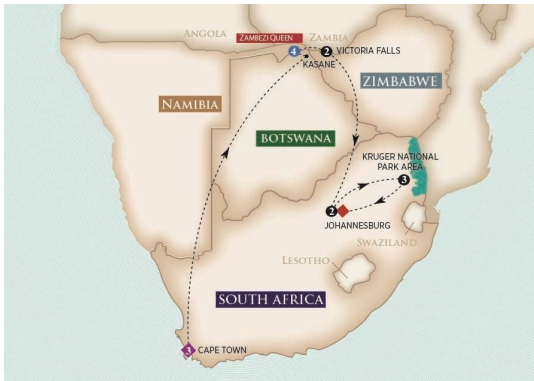 ANGOLA
ZAMBEZI QUEEN
ZAMBIA
4
2 VICTORIA FALLS
KASANE
ZIMBABWE
NAMIBIA
BOTSWANA
KRUGER NATIONAL
PARK AREA
3
2
JOHANNESBURG
SWAZILAND
LESOTHO
SOUTH AFRICA
3 CAPE TOWN